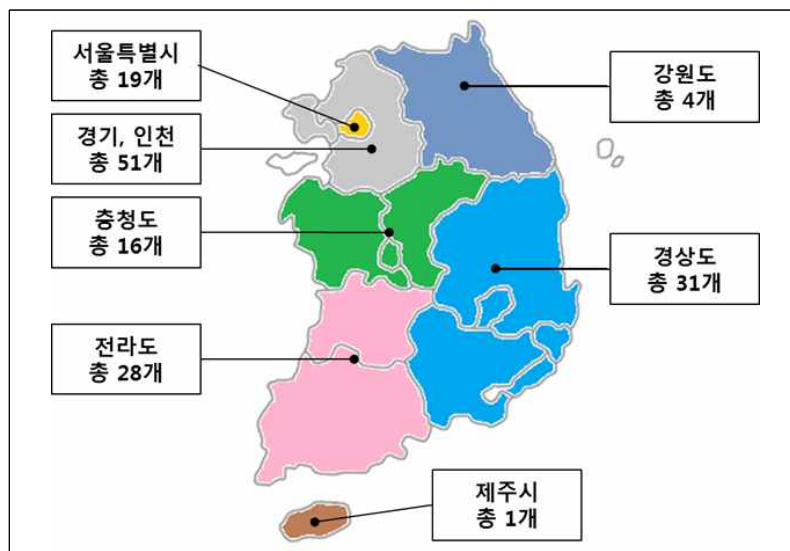 서울특별시
총 19개
강원도
총 4개
경기, 인천
총 51개
충청도
총 16개
경상도
총 31개
전라도
총 28개
제주시
총 1개